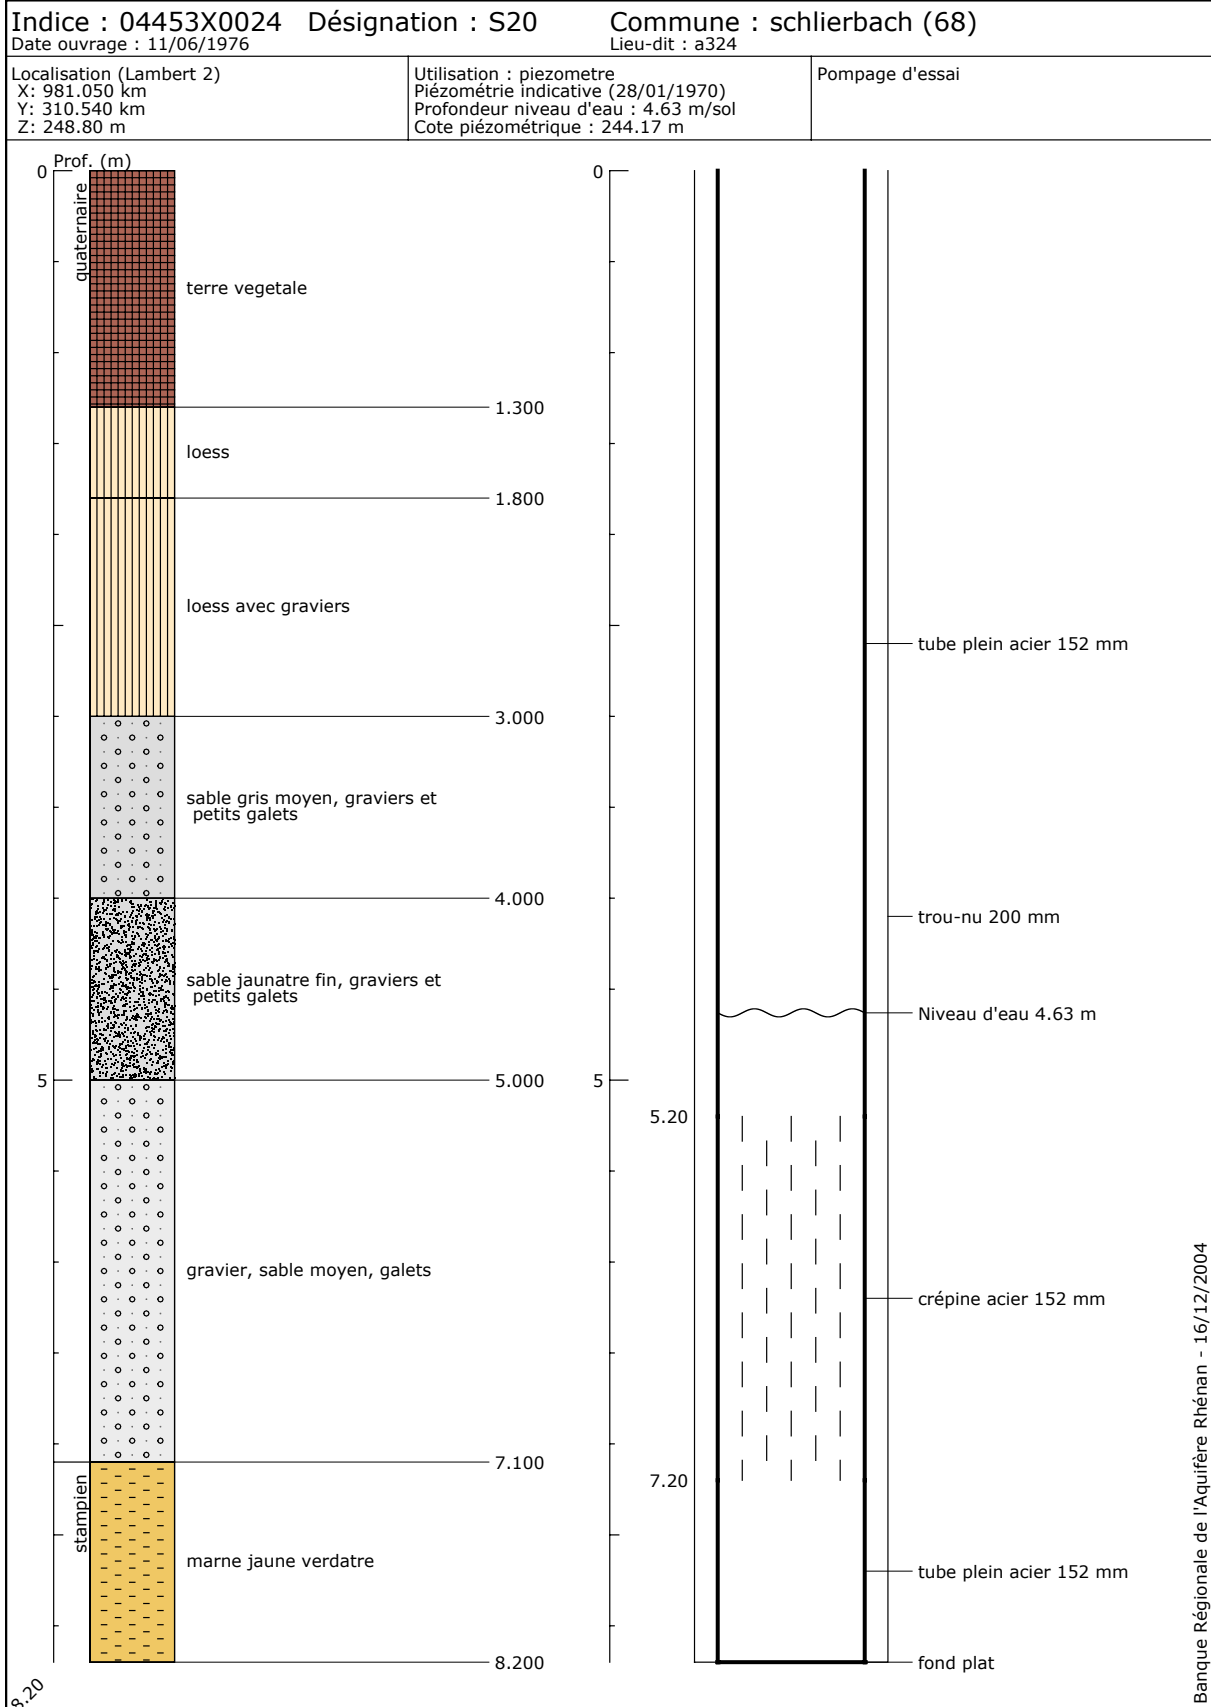 Indice : 04453X0024 Désignation : S20 Commune : schlierbach (68)
Date ouvrage : 11/06/1976 Lieu-dit : a324
Localisation (Lambert 2)
X: 981.050 km
Y: 310.540 km
Z: 248.80 m
Utilisation : piezometre
Piézométrie indicative (28/01/1970)
Profondeur niveau d'eau : 4.63 m/sol
Cote piézométrique : 244.17 m
Pompage d'essai
Prof. (m)
0
quaternaire
terre vegetale
1.300
loess
1.800
loess avec graviers
3.000
sable gris moyen, graviers et
petits galets
4.000
sable jaunatre fin, graviers et
petits galets
5
5.000
gravier, sable moyen, galets
7.100
stampien
marne jaune verdatre
8.200
8.20
0
tube plein acier 152 mm
trou-nu 200 mm
Niveau d'eau 4.63 m
5
5.20
crépine acier 152 mm
7.20
tube plein acier 152 mm
fond plat
Banque Régionale de l'Aquifère Rhénan - 16/12/2004